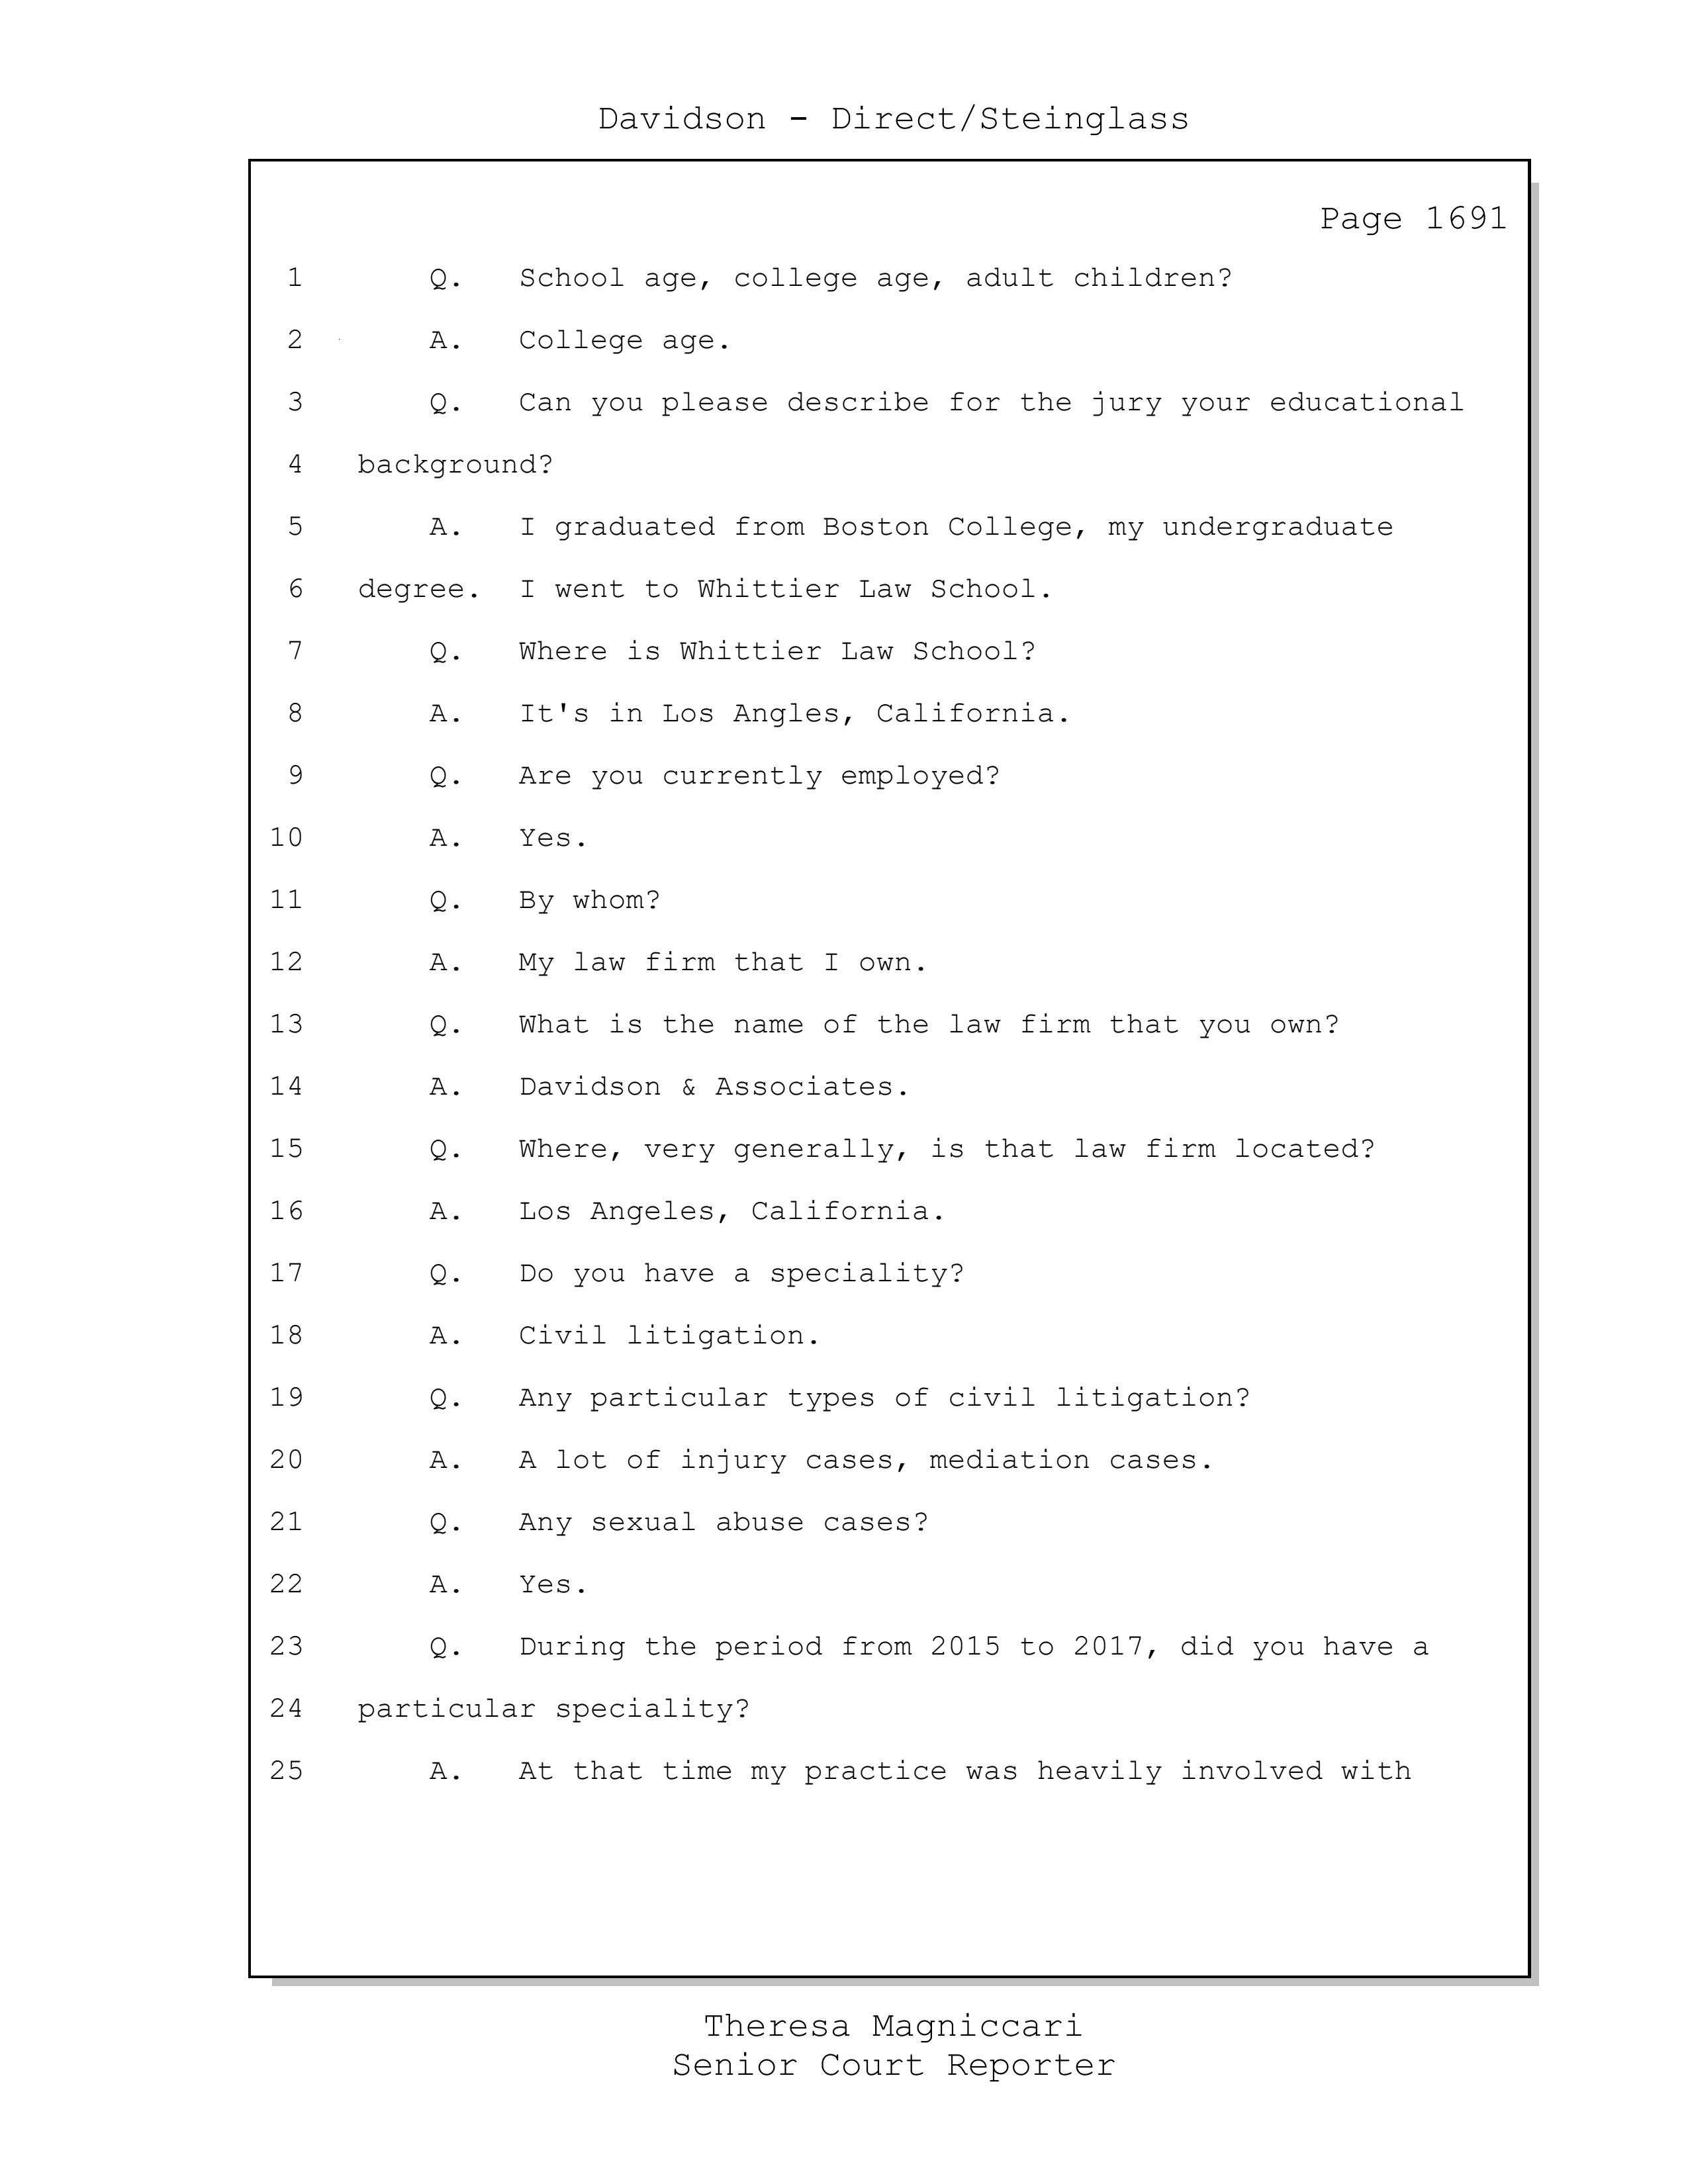 Davidson - Direct/Steinglass
Page 1691
1 Q. School age, college age, adult children?
2 A. College age.
3 Q. Can you please describe for the jury your educational
4 background?
5 A. I graduated from Boston College, my undergraduate
6 degree. I went to Whittier Law School.
7 Q. Where is Whittier Law School?
8 A. It's in Los Angles, California.
9 Q. Are you currently employed?
10 A. Yes.
11 Q. By whom?
12 A. My law firm that I own.
13 Q. What is the name of the law firm that you own?
14 A. Davidson & Associates.
15 Q. Where, very generally, is that law firm located?
16 A. Los Angeles, California.
17 Q. Do you have a speciality?
18 A. Civil litigation.
19 Q. Any particular types of civil litigation?
20 A. A lot of injury cases, mediation cases.
21 Q. Any sexual abuse cases?
22 A. Yes.
23 Q. During the period from 2015 to 2017, did you have a
24 particular speciality?
25 A. At that time my practice was heavily involved with
Theresa Magniccari
Senior Court Reporter